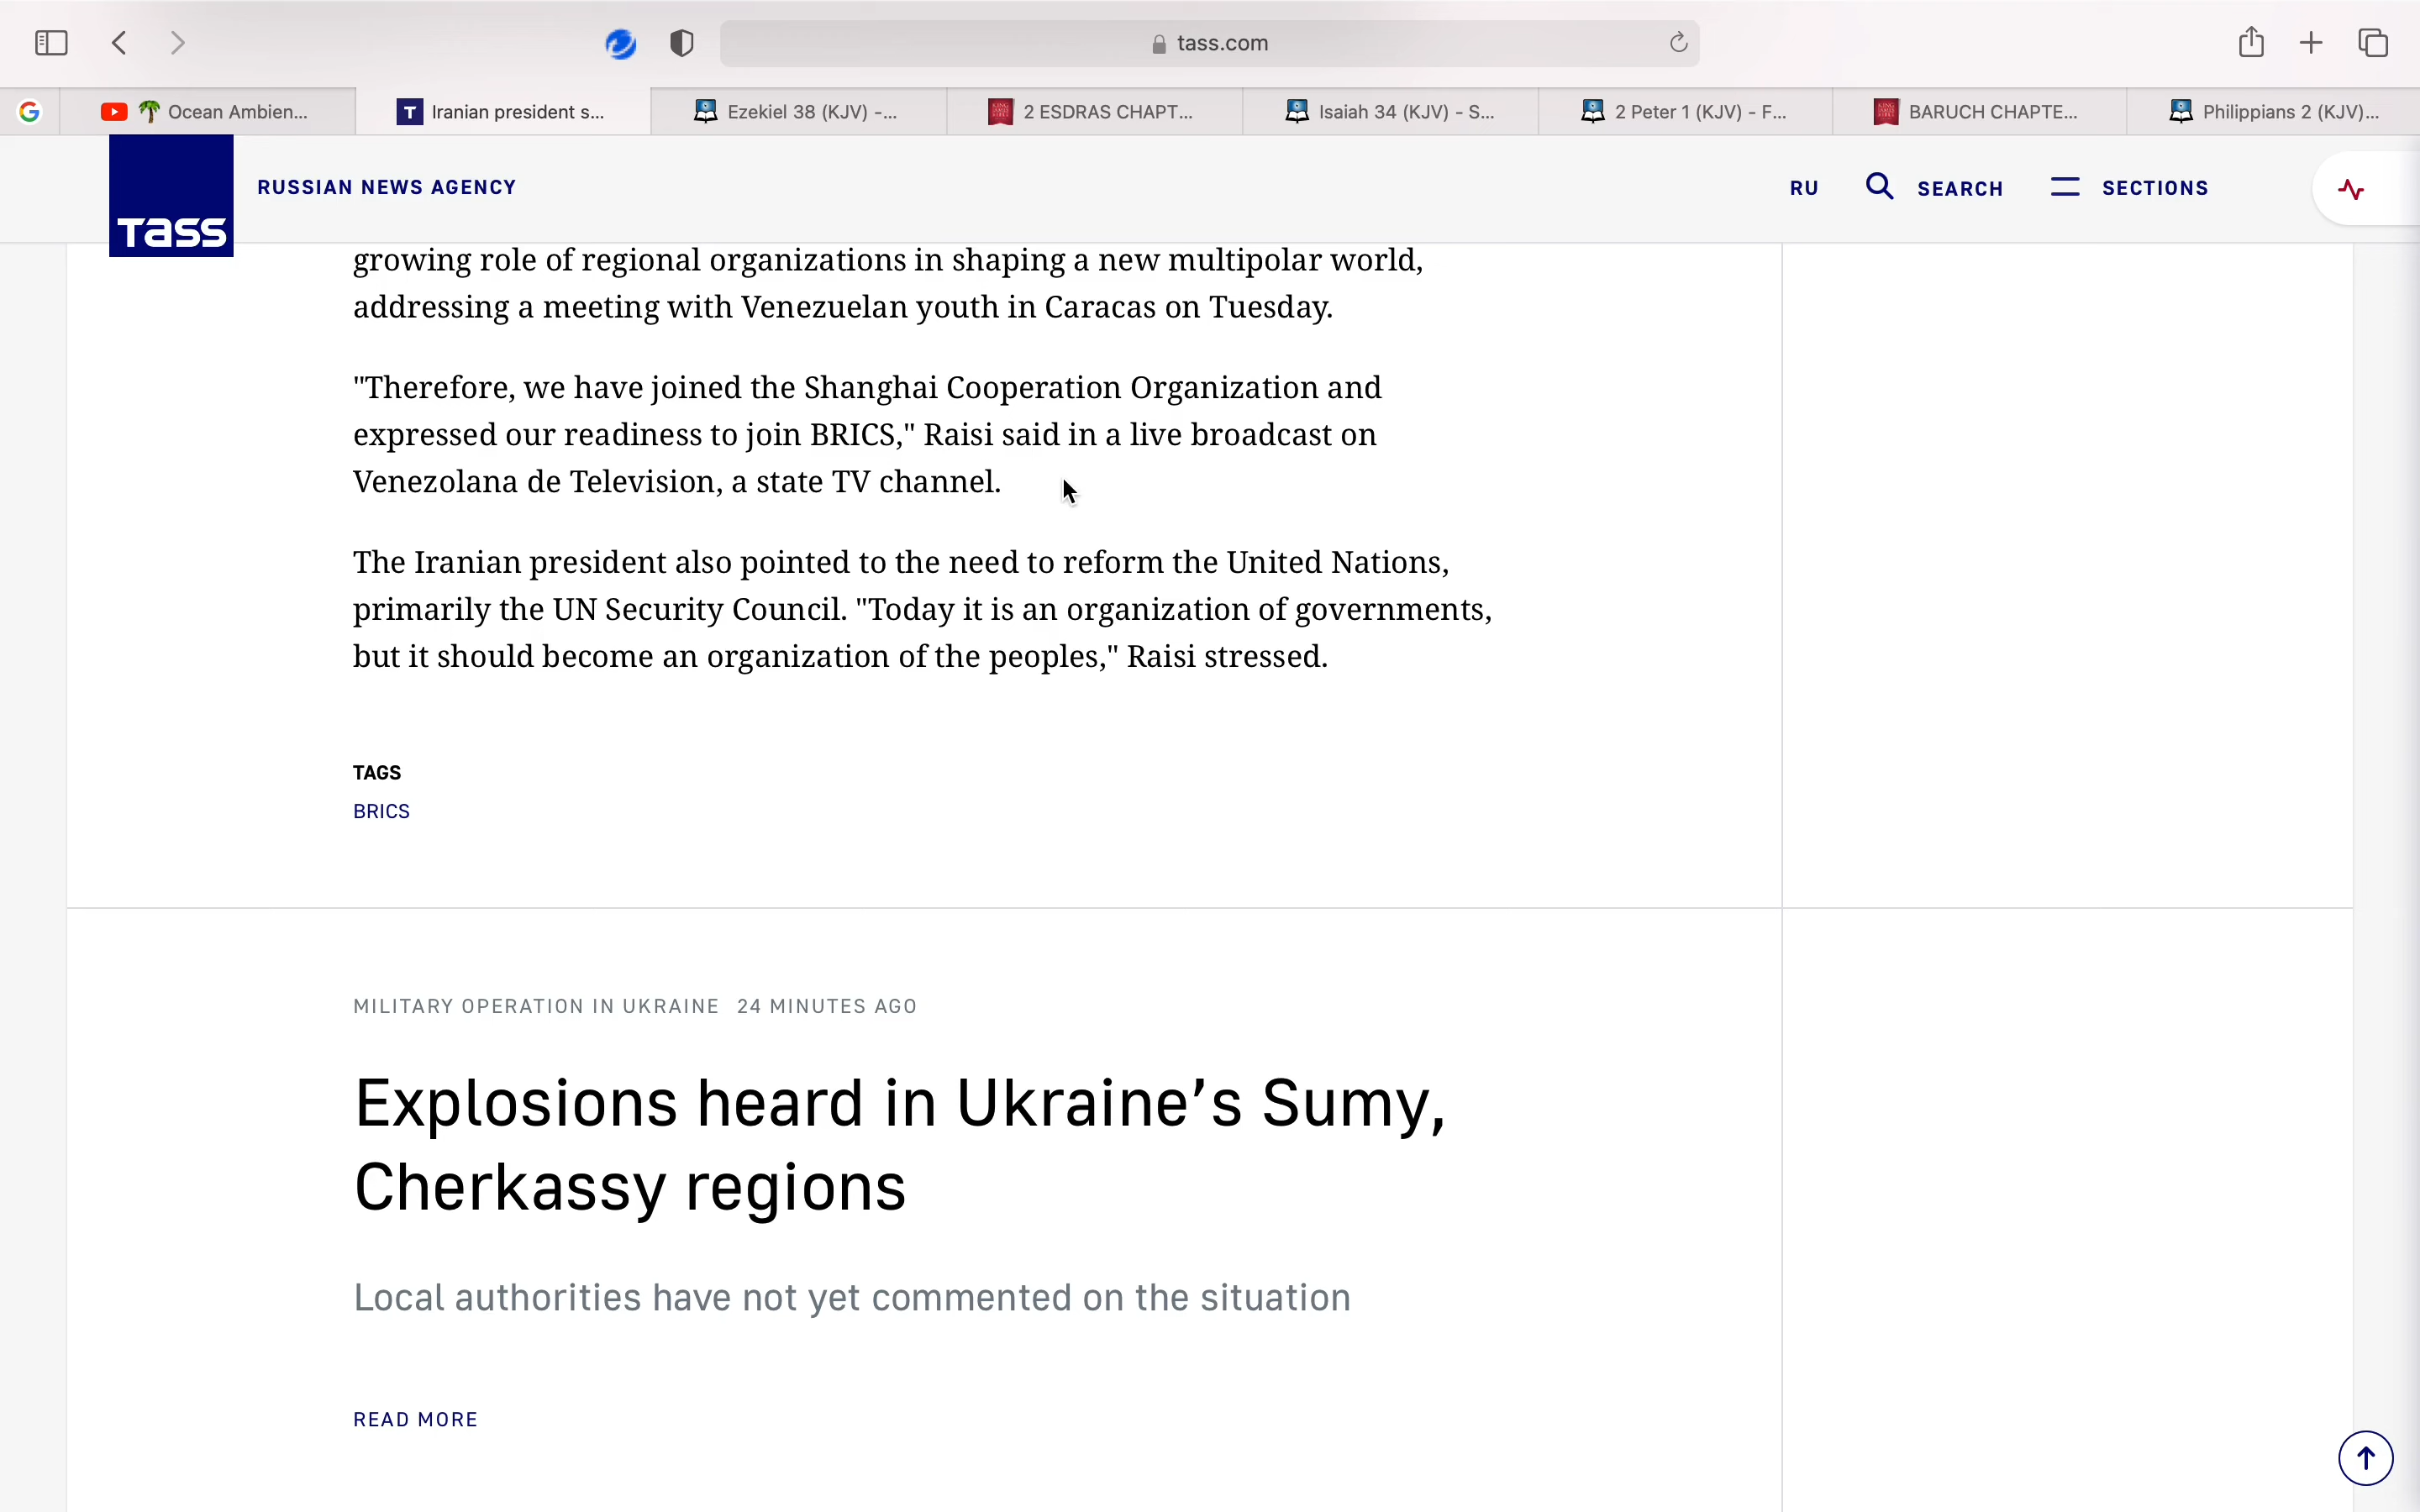 tass.com
Ocean Ambien...
Iranian president s...
Ezekiel 38 (KJV) -...
2 ESDRAS CHAPT...
Isaiah 34 (KJV) - S...
2 Peter 1 (KJV) - F...
BARUCH CHAPTE...
Philippians 2 (KJV)...
TASS
RUSSIAN NEWS AGENCY
RU
SEARCH
SECTIONS
growing role of regional organizations in shaping a new multipolar world,
addressing a meeting with Venezuelan youth in Caracas on Tuesday.
"Therefore, we have joined the Shanghai Cooperation Organization and
expressed our readiness to join BRICS," Raisi said in a live broadcast on
Venezolana de Television, a state TV channel.
The Iranian president also pointed to the need to reform the United Nations,
primarily the UN Security Council. "Today it is an organization of governments,
but it should become an organization of the peoples," Raisi stressed.
TAGS
BRICS
MILITARY OPERATION IN UKRAINE 24 MINUTES AGO
Explosions heard in Ukraine’s Sumy,
Cherkassy regions
Local authorities have not yet commented on the situation
READ MORE